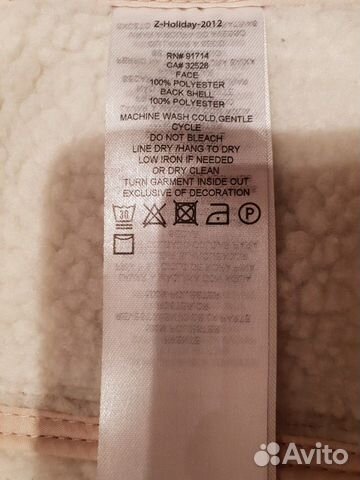 Z-Holiday-2012
RN# 91714
CA# 32528
FACE
100% POLYESTER
BACK SHELL
100% POLYESTER
MACHINE WASH COLD,GENTLE
CYCLE
DO NOT BLEACH
LINE DRY /HANG TO DRY
LOW IRON IF NEEDED
OR DRY CLEAN
TURN GARMENT INSIDE OUT
EXCLUSIVE OF DECORATION
30
P
Avito